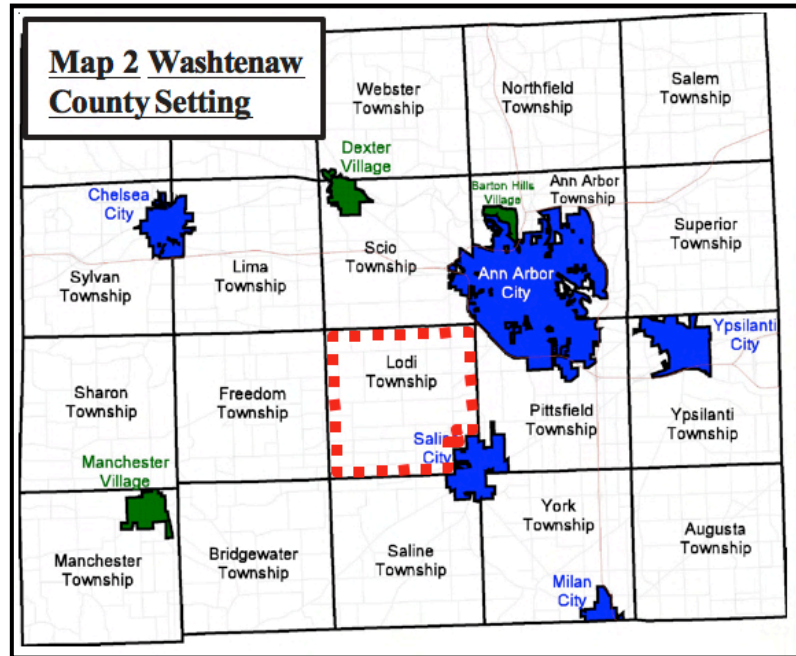 Map 2 Washtenaw
County Setting
Webster
Township
Northfield
Township
Salem
Township
Dexter
Village
Chelsea
City
Barton Hills
Village
Ann Arbor
Township
Superior
Township
Scio
Township
Lima
Township
Sylvan
Township
Ann Arbor
City
Ypsilanti
City
Lodi
Township
Sharon
Township
Freedom
Township
Pittsfield
Township
Ypsilanti
Township
Salin
City
Manchester
Village
York
Township
Augusta
Township
Manchester
Township
Bridgewater
Township
Saline
Township
Milan
City